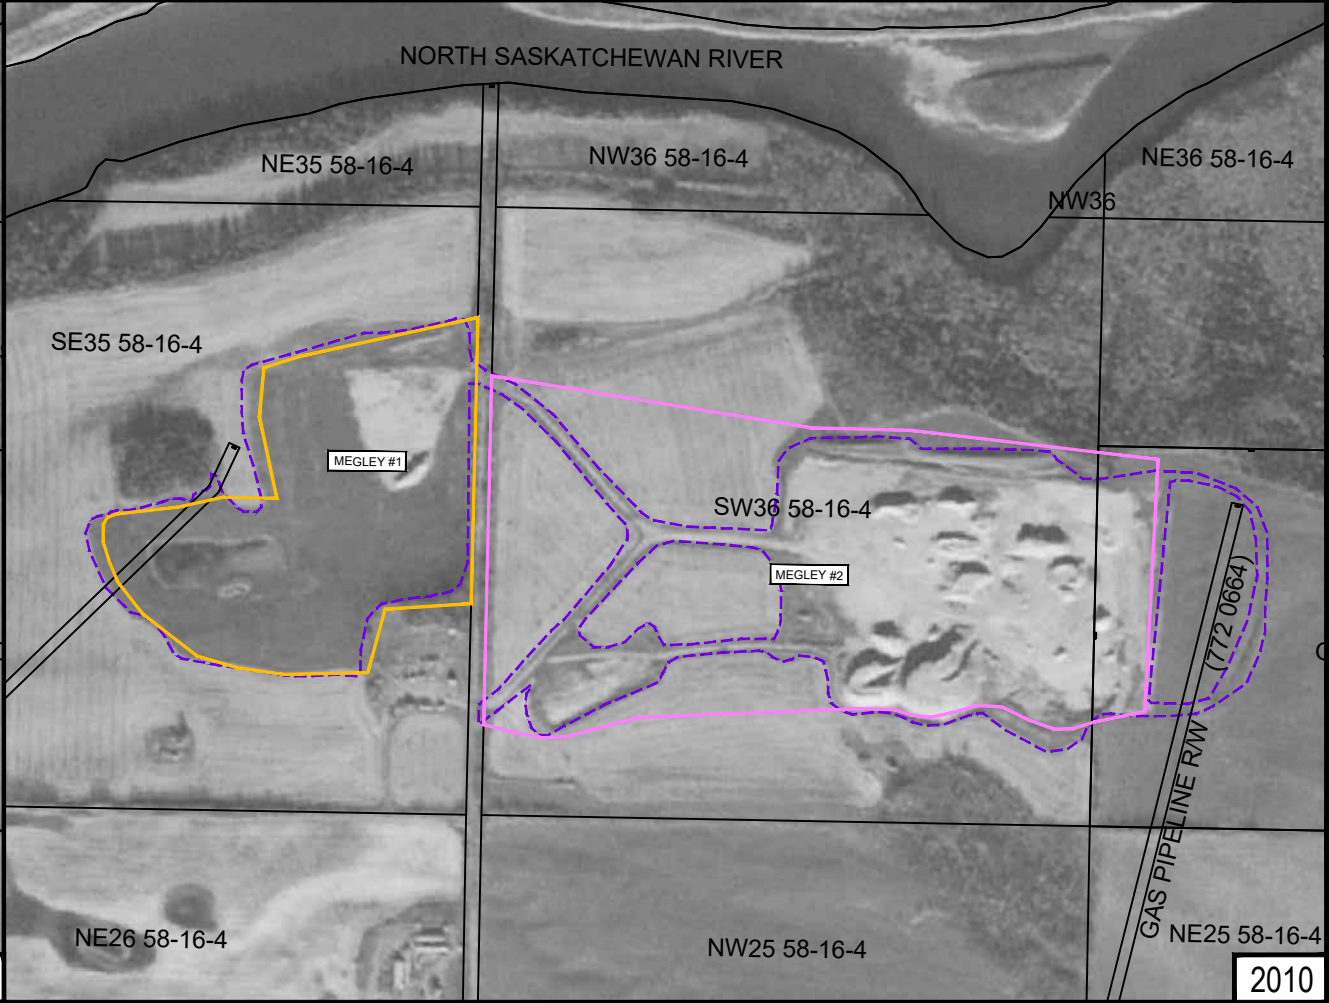 NORTH SASKATCHEWAN RIVER
NE35 58-16-4
NW36 58-16-4
NE36 58-16-4
NW36
SE35 58-16-4
MEGLEY #1
SW36 58-16-4
MEGLEY #2
(772 0664)
GAS PIPELINE R/W
NE26 58-16-4
NW25 58-16-4
NE25 58-16-4
2010